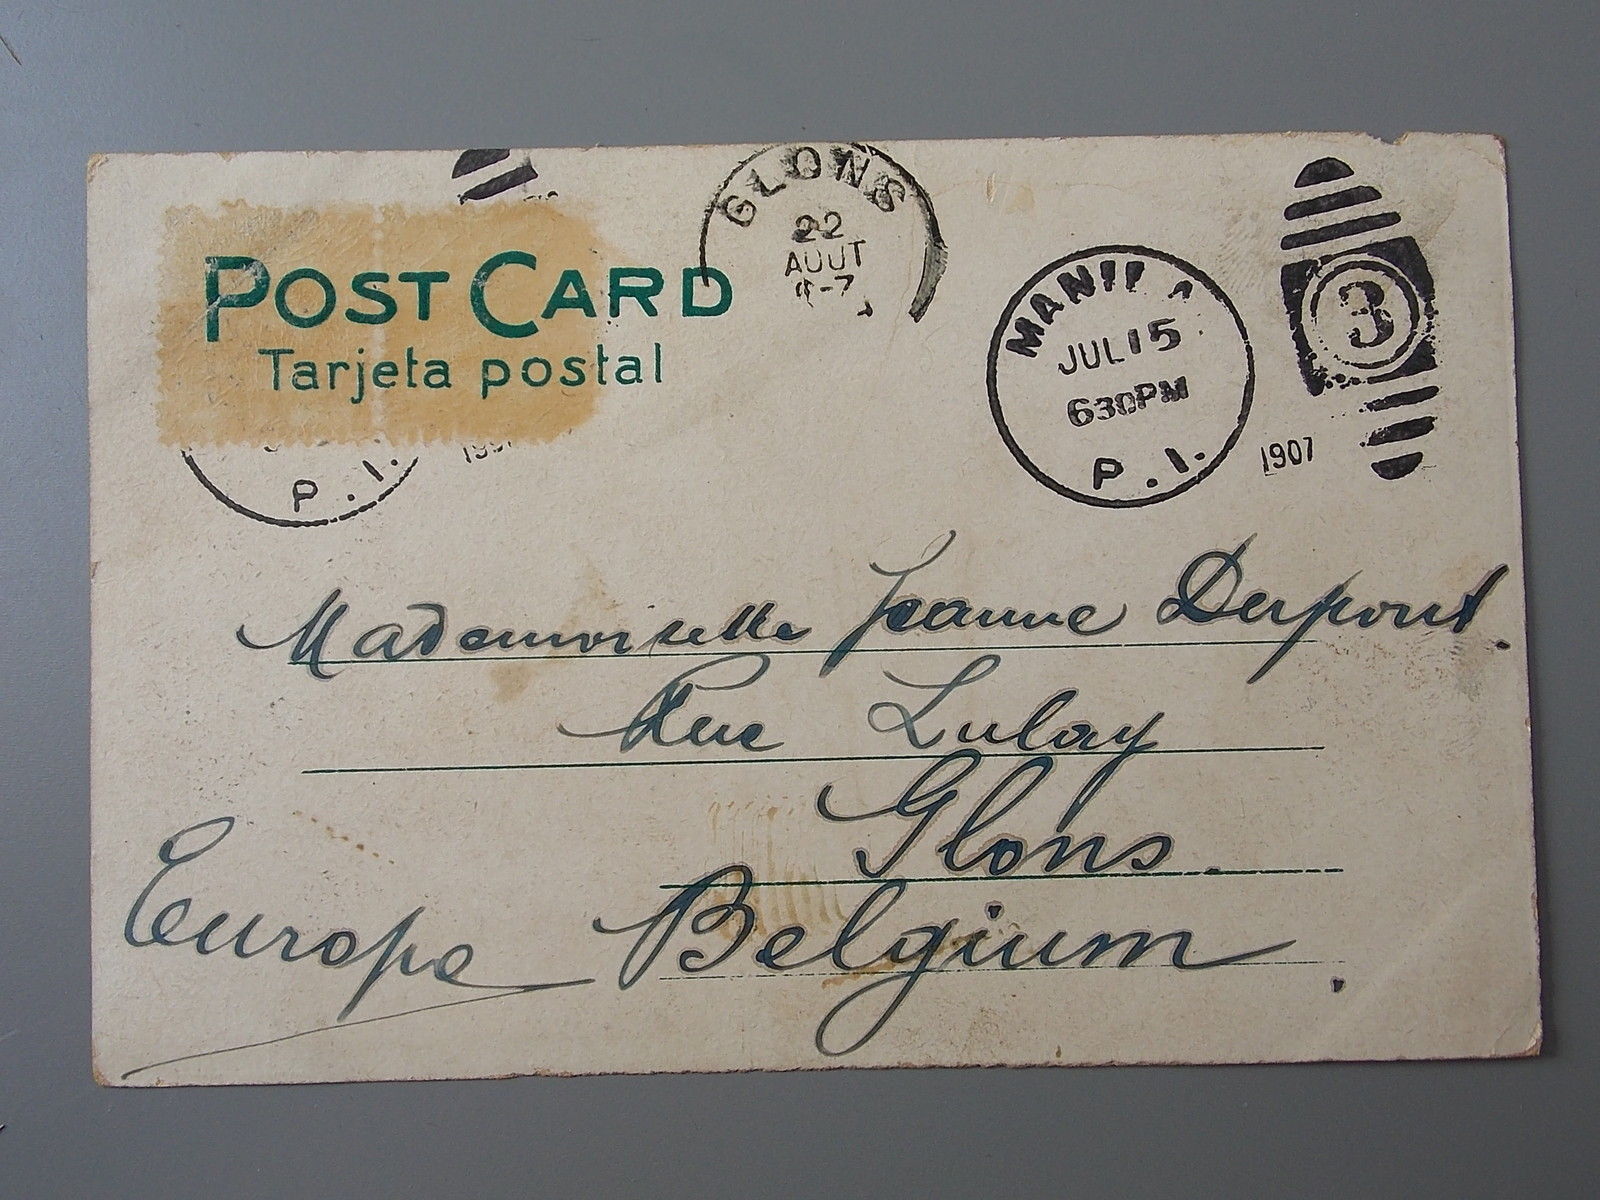 POST CARD
Tarjeta postal
GLONS
22
AOUT
MANILA
JUL 15
630PM
P.I.
3
1907
P.I.
Mademoiselle Jeanne Derpont.
Rue Lulay
Glons.
Europe Belgium.